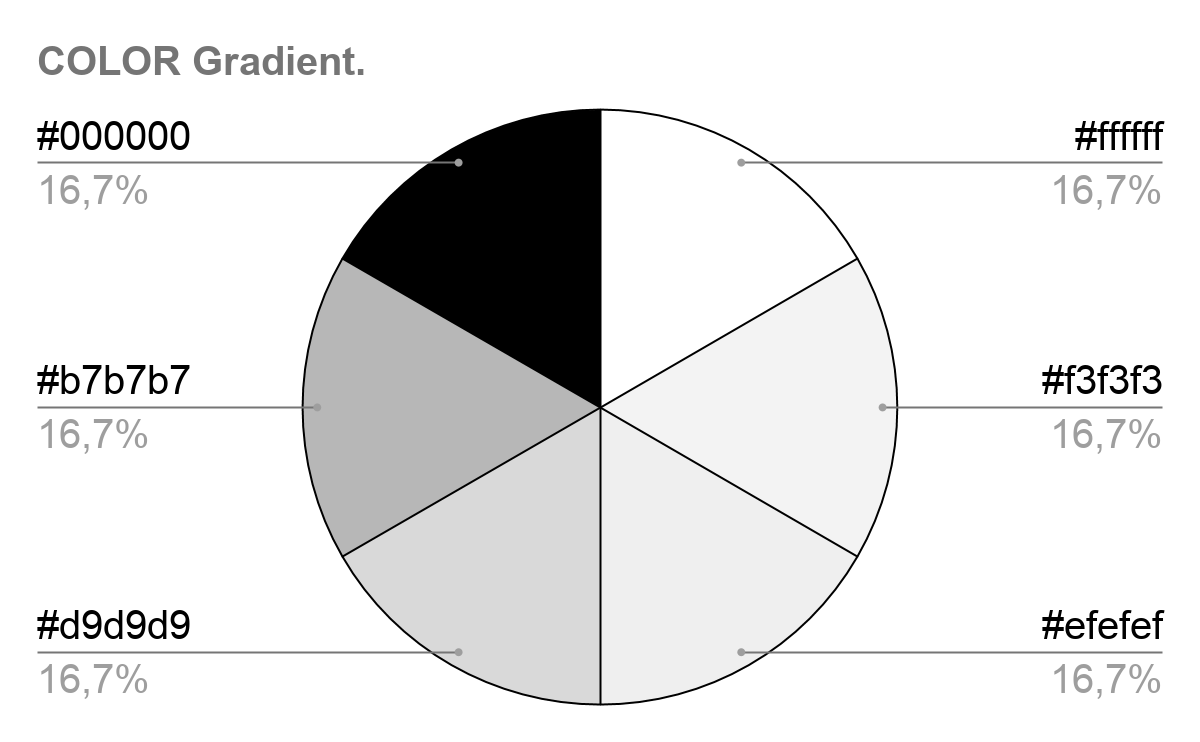 COLOR Gradient.
#000000
16,7%
#ffffff
16,7%
#b7b7b7
16,7%
#f3f3f3
16,7%
#d9d9d9
16,7%
#efefef
16,7%